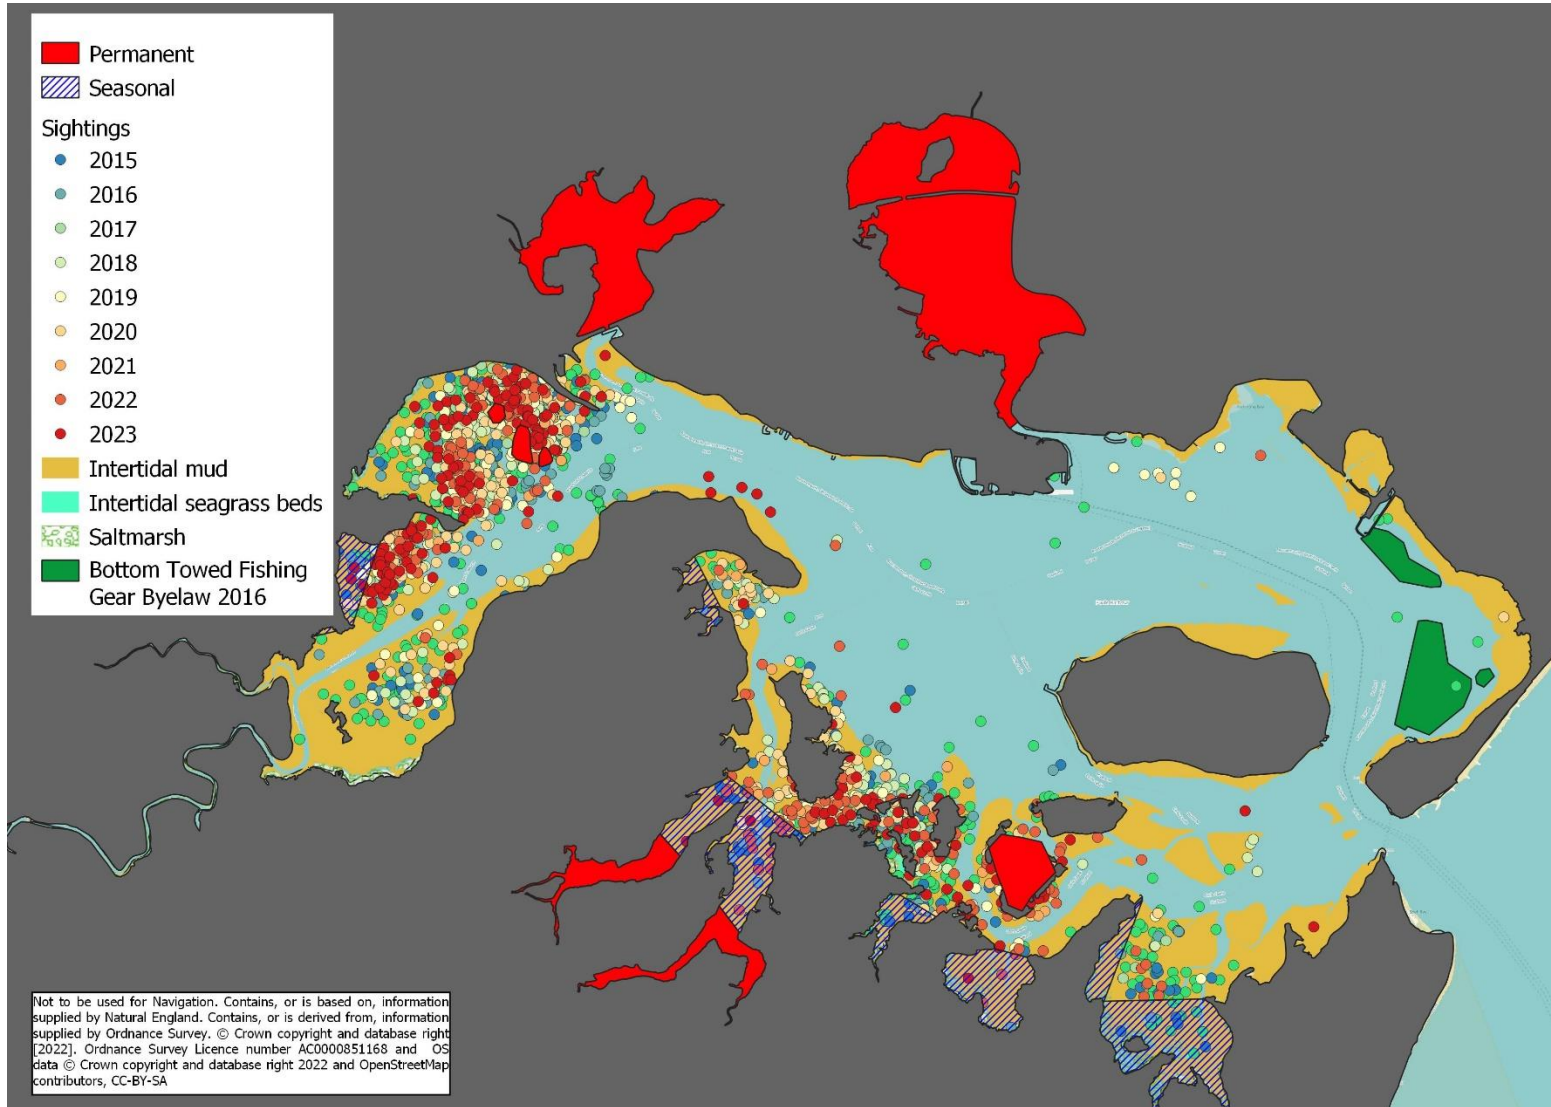 Permanent
Seasonal
Sightings
2015
2016
2017
2018
2019
2020
2021
2022
2023
Intertidal mud
Intertidal seagrass beds
Saltmarsh
Bottom Towed Fishing
Gear Byelaw 2016
Not to be used for Navigation. Contains, or is based on, information
supplied by Natural England. Contains, or is derived from, information
supplied by Ordnance Survey. © Crown copyright and database right
[2022]. Ordnance Survey Licence number AC0000851168 and OS
data © Crown copyright and database right 2022 and OpenStreetMap
contributors, CC-BY-SA